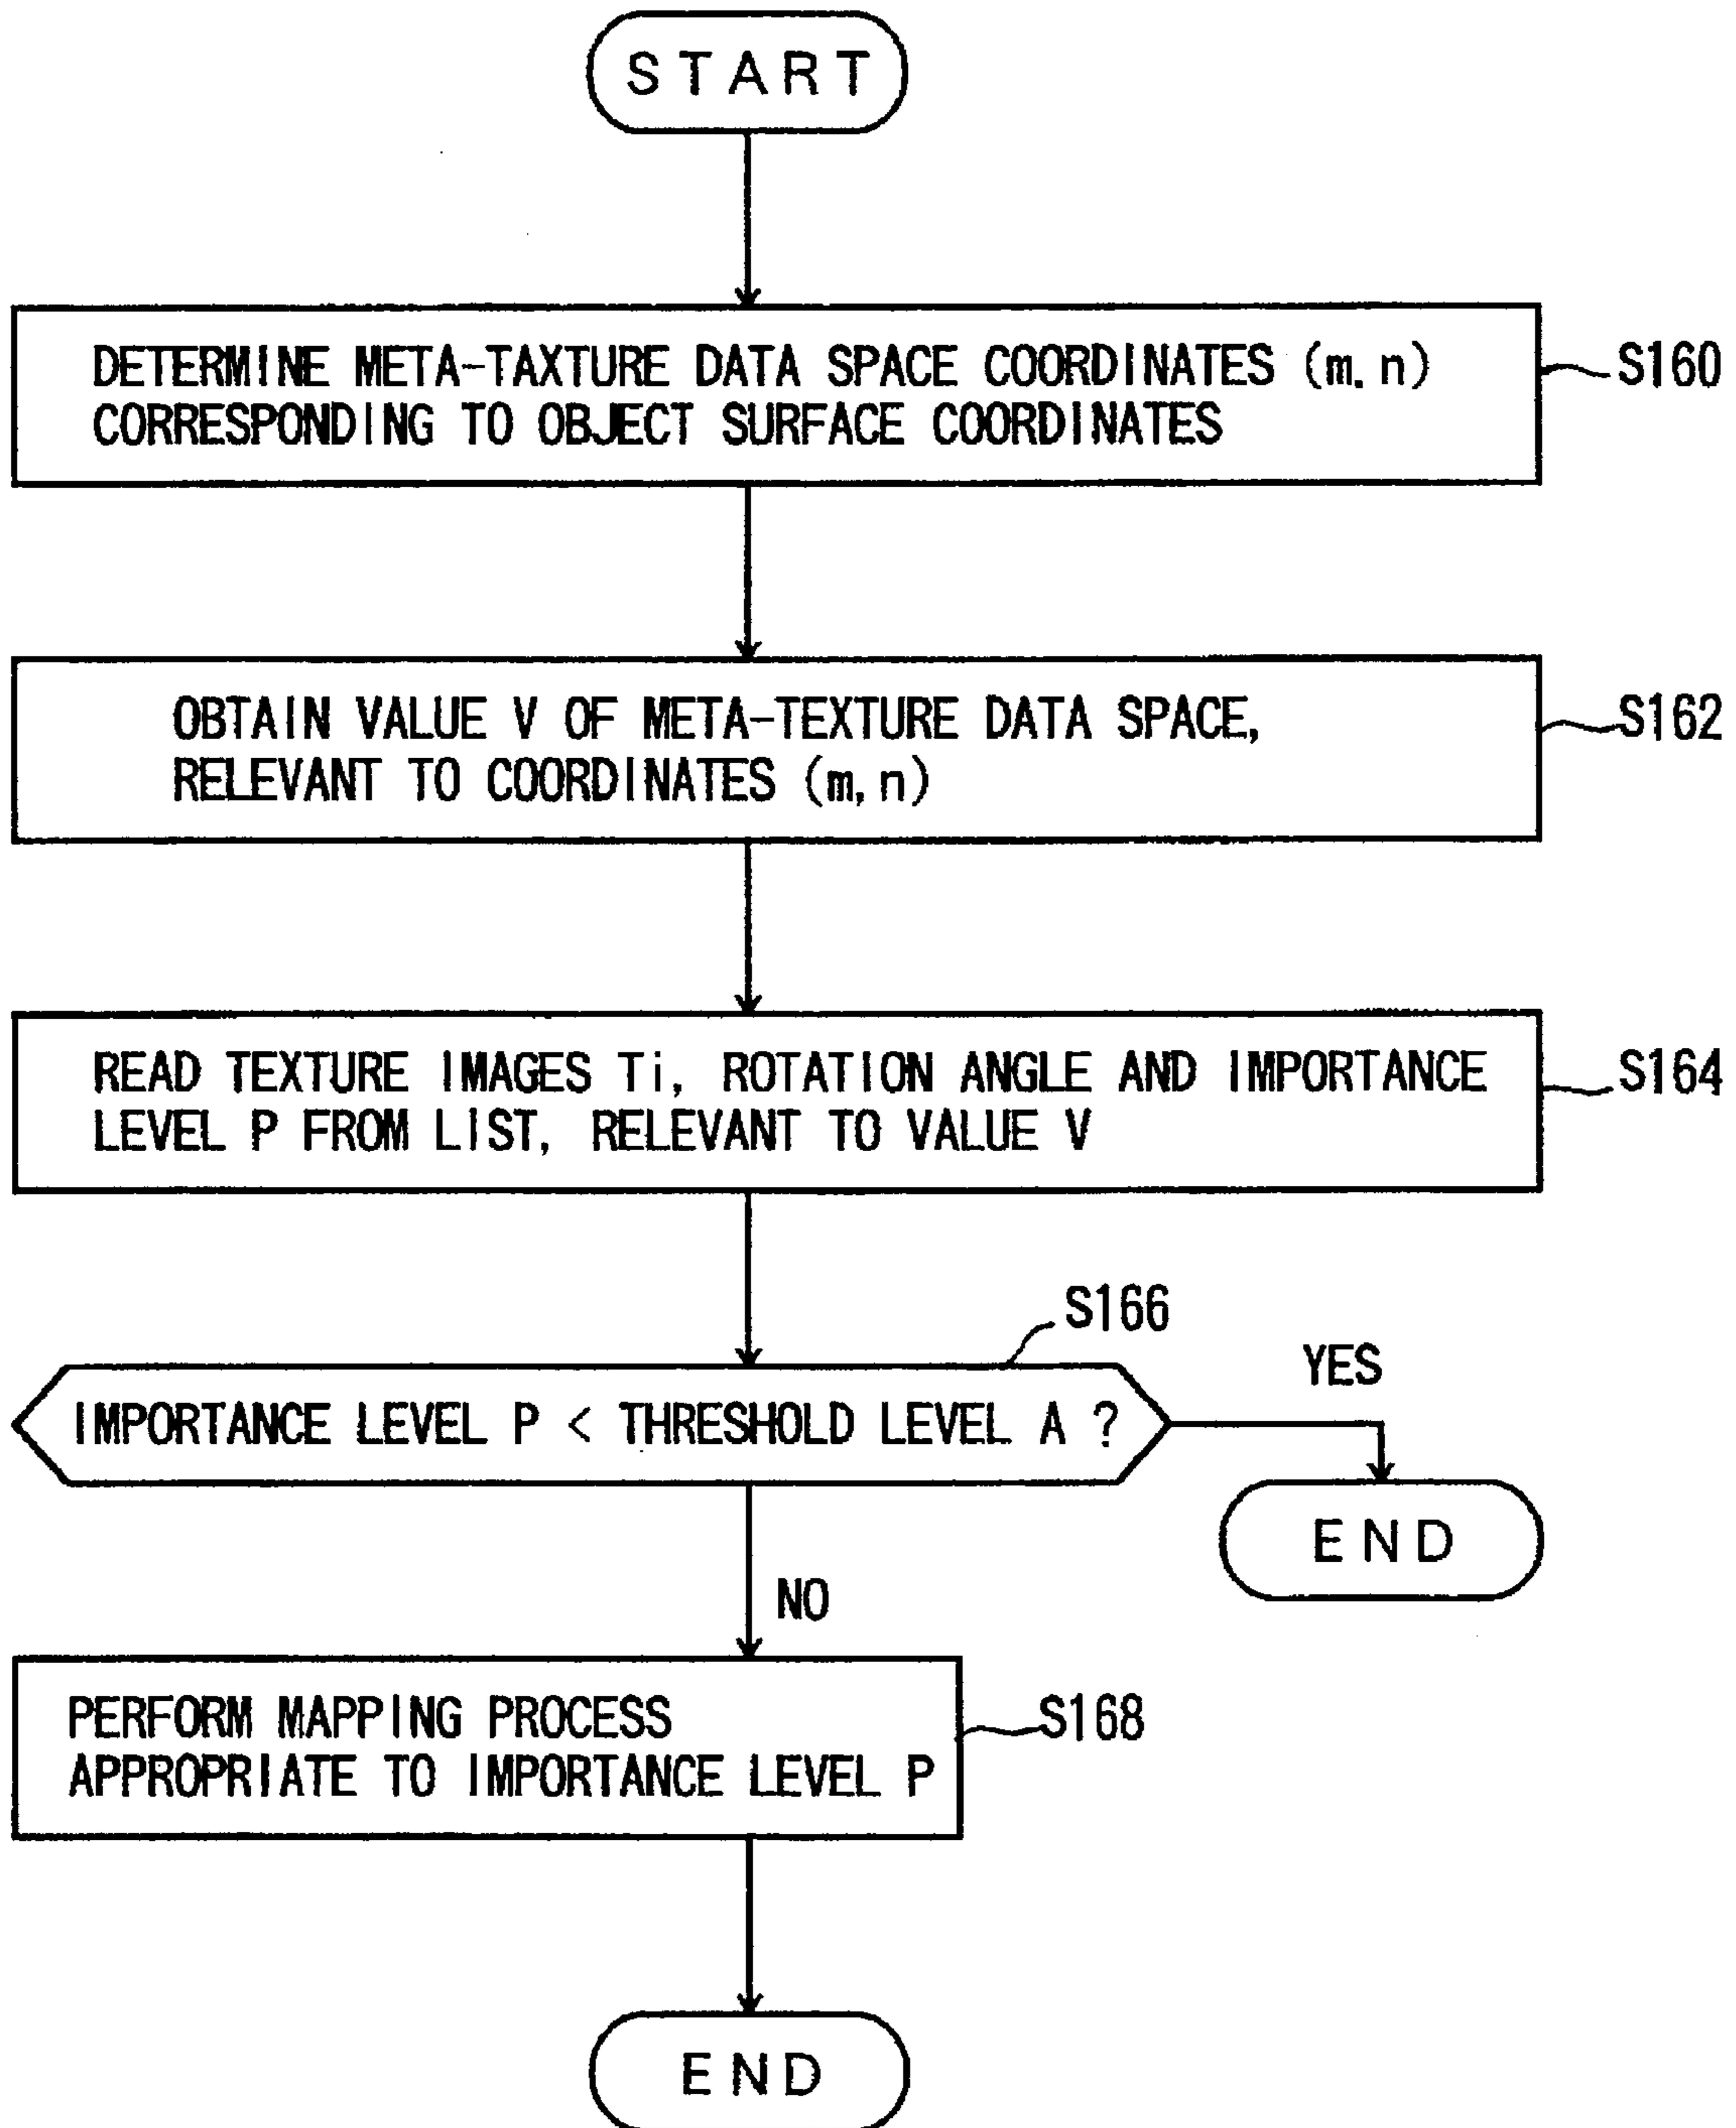 START
DETERMINE META-TAXTURE DATA SPACE COORDINATES (m. n)
CORRESPONDING TO OBJECT SURFACE COORDINATES
S160
OBTAIN VALUE V OF META-TEXTURE DATA SPACE,
RELEVANT TO COORDINATES (m, n)
S162
READ TEXTURE IMAGES Ti, ROTATION ANGLE AND IMPORTANCE
LEVEL P FROM LIST, RELEVANT TO VALUE V
S164
S166
IMPORTANCE LEVEL P < THRESHOLD LEVEL A ?
YES
END
NO
PERFORM MAPPING PROCESS
APPROPRIATE TO IMPORTANCE LEVEL P
S168
END